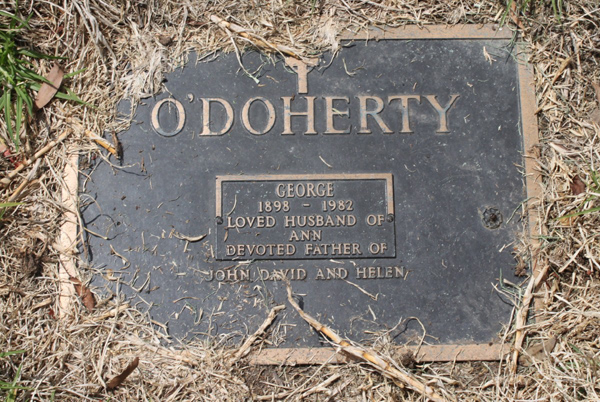 O'DOHERTY
GEORGE
1898 - 1982
LOVED HUSBAND OF
ANN
DEVOTED FATHER OF
JOHN DAVID AND HELEN